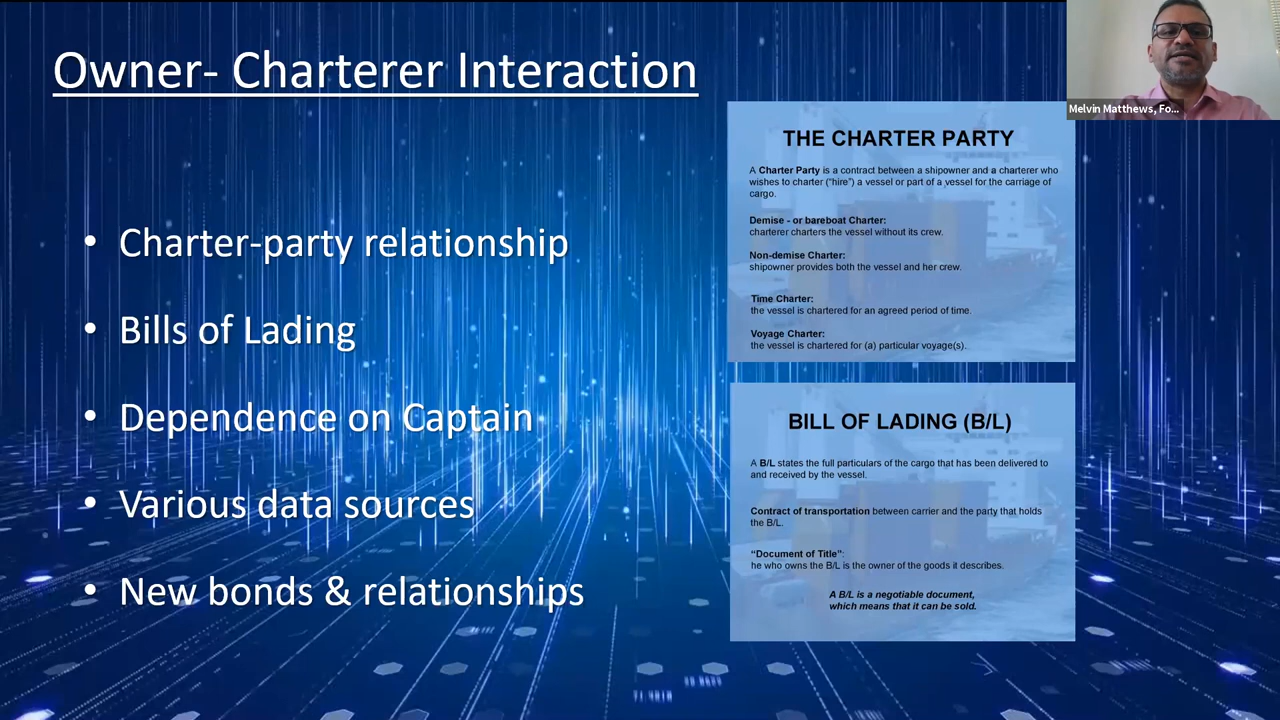 Owner- Charterer Interaction
• Charter-party relationship
• Bills of Lading
• Dependence on Captain
• Various data sources
• New bonds & relationships
THE CHARTER PARTY
A Charter Party is a contract between a shipowner and a charterer who
wishes to charter (“hire”) a vessel or part of a vessel for the carriage of
cargo.
Demise - or bareboat Charter:
charterer charters the vessel without its crew.
Non-demise Charter:
shipowner provides both the vessel and her crew.
Time Charter:
the vessel is chartered for an agreed period of time.
Voyage Charter:
the vessel is chartered for (a) particular voyage(s).
BILL OF LADING (B/L)
A B/L states the full particulars of the cargo that has been delivered to
and received by the vessel.
Contract of transportation between carrier and the party that holds
the B/L.
“Document of Title”:
he who owns the B/L is the owner of the goods it describes.
A B/L is a negotiable document,
which means that it can be sold.
Melvin Matthews, Fo...